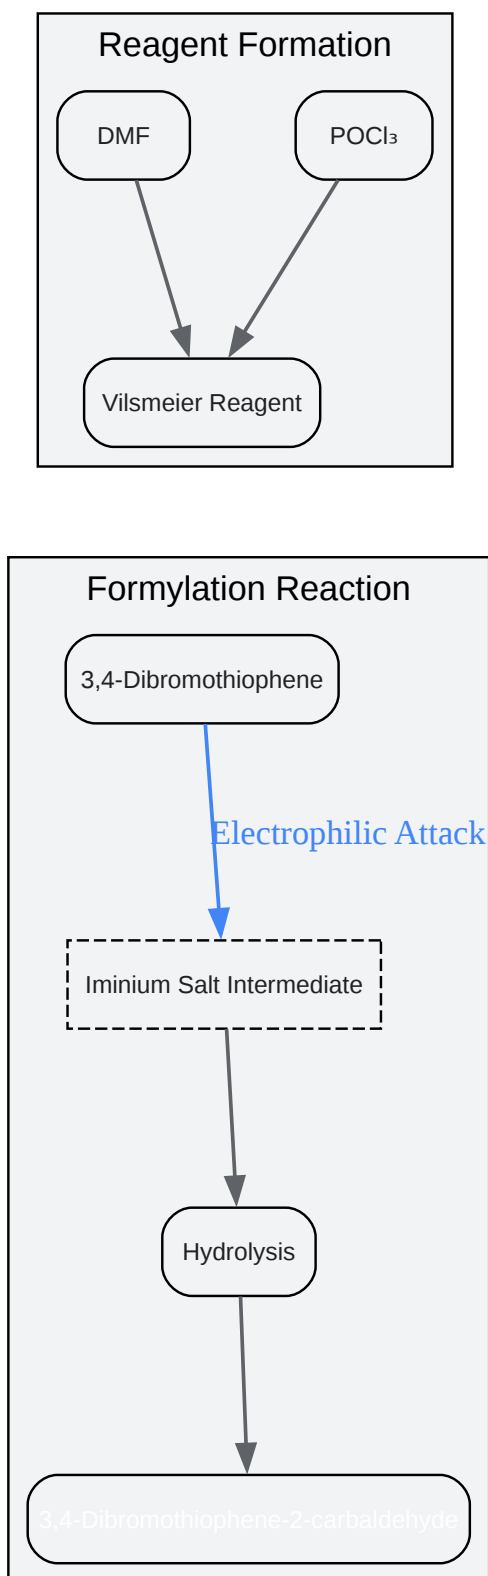 Reagent Formation
DMF
POCl₃
Vilsmeier Reagent
Formylation Reaction
3,4-Dibromothiophene
Electrophilic Attack
Iminium Salt Intermediate
Hydrolysis
3,4-Dibromothiophene-2-carbaldehyde